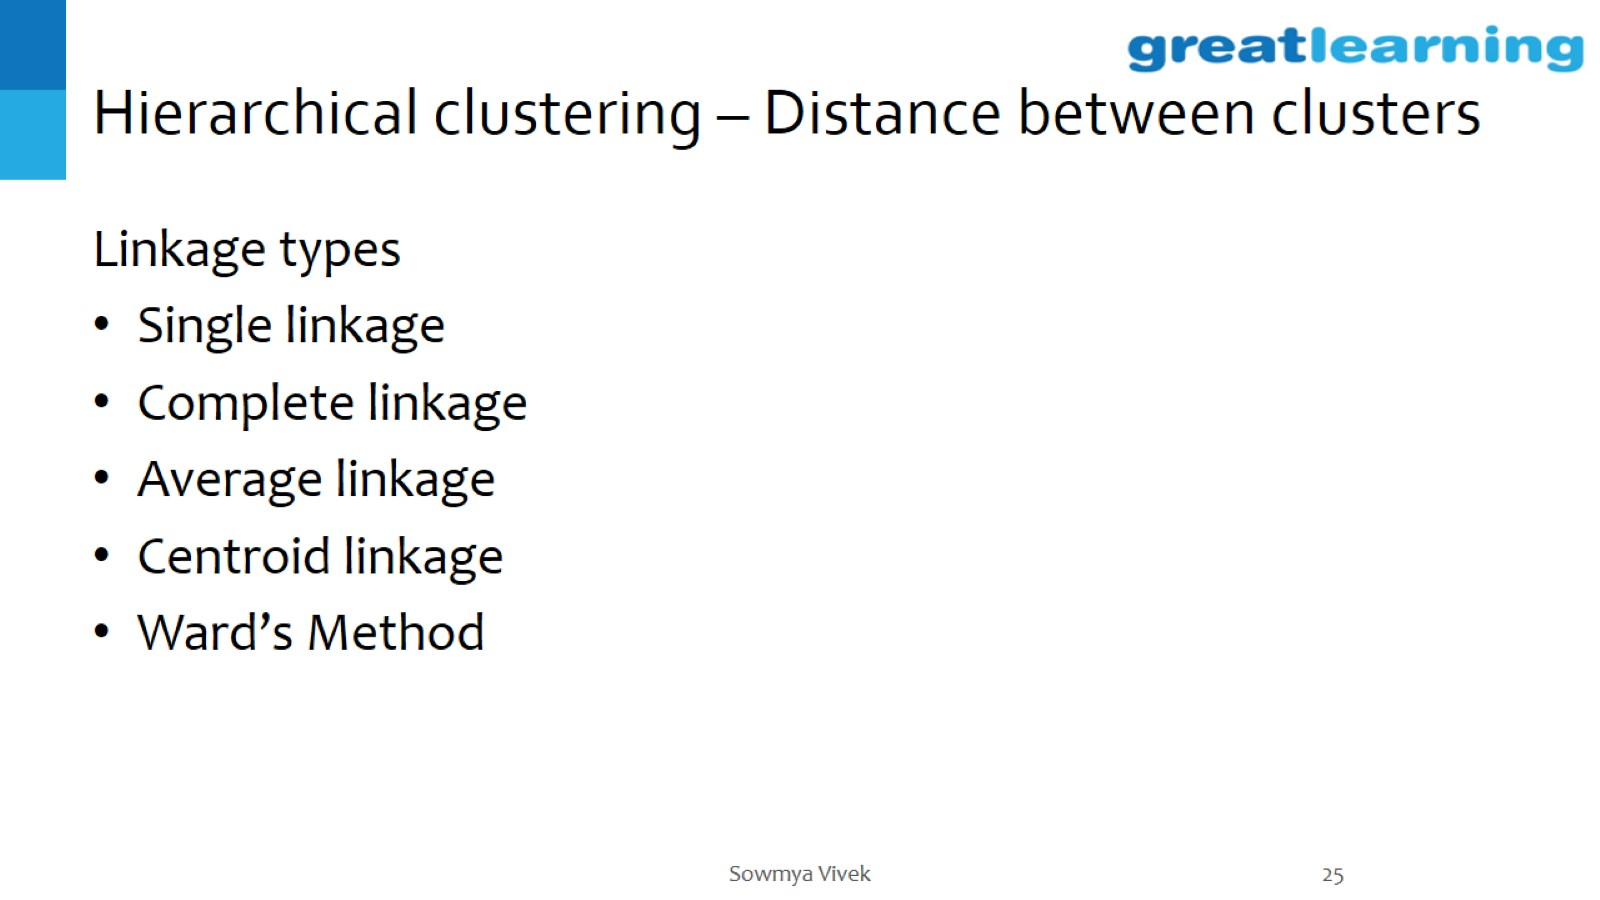 greatlearning
Hierarchical clustering – Distance between clusters
Linkage types
• Single linkage
• Complete linkage
• Average linkage
• Centroid linkage
• Ward’s Method
Sowmya Vivek
25